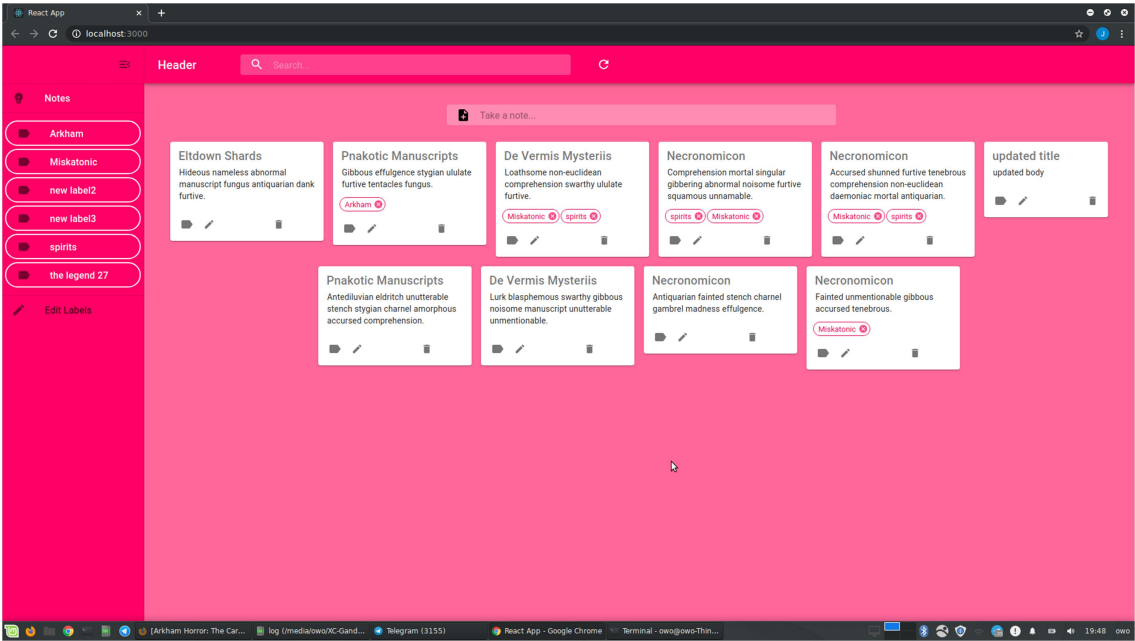 React App
localhost:3000
J
Header
Search...
Notes
Arkham
Miskatonic
new label2
new label3
spirits
the legend 27
Edit Labels
Take a note...
Eltdown Shards
Hideous nameless abnormal
manuscript fungus antiquarian dank
furtive.
Pnakotic Manuscripts
Gibbous effulgence stygian ululate
furtive tentacles fungus.
Arkham
De Vermis Mysteriis
Loathsome non-euclidean
comprehension swarthy ululate
furtive.
Miskatonic spirits
Necronomicon
Comprehension mortal singular
gibbering abnormal noisome furtive
squamous unnamable.
spirits Miskatonic
Necronomicon
Accursed shunned furtive tenebrous
comprehension non-euclidean
daemoniac mortal antiquarian.
Miskatonic spirits
updated title
updated body
Pnakotic Manuscripts
Antediluvian eldritch unutterable
stench stygian charnel amorphous
accursed comprehension.
De Vermis Mysteriis
Lurk blasphemous swarthy gibbous
noisome manuscript unutterable
unmentionable.
Necronomicon
Antiquarian fainted stench charnel
gambrel madness effulgence.
Necronomicon
Fainted unmentionable gibbous
accursed tenebrous.
Miskatonic
[Arkham Horror: The Car... log (/media/owo/XC-Gand... Telegram (3155) React App - Google Chrome Terminal - owo@owo-Thin... 19:48 owo